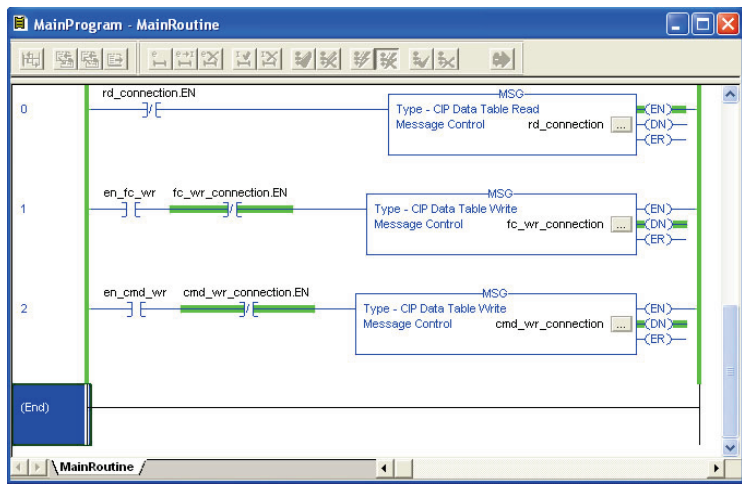 MainProgram - MainRoutine
0
rd_connection.EN
MSG
Type - CIP Data Table Read
Message Control rd_connection ...
(EN)
(DN)
(ER)
1
en_fc_wr fc_wr_connection.EN
MSG
Type - CIP Data Table Write
Message Control fc_wr_connection ...
(EN)
(DN)
(ER)
2
en_cmd_wr cmd_wr_connection.EN
MSG
Type - CIP Data Table Write
Message Control cmd_wr_connection ...
(EN)
(DN)
(ER)
(End)
MainRoutine